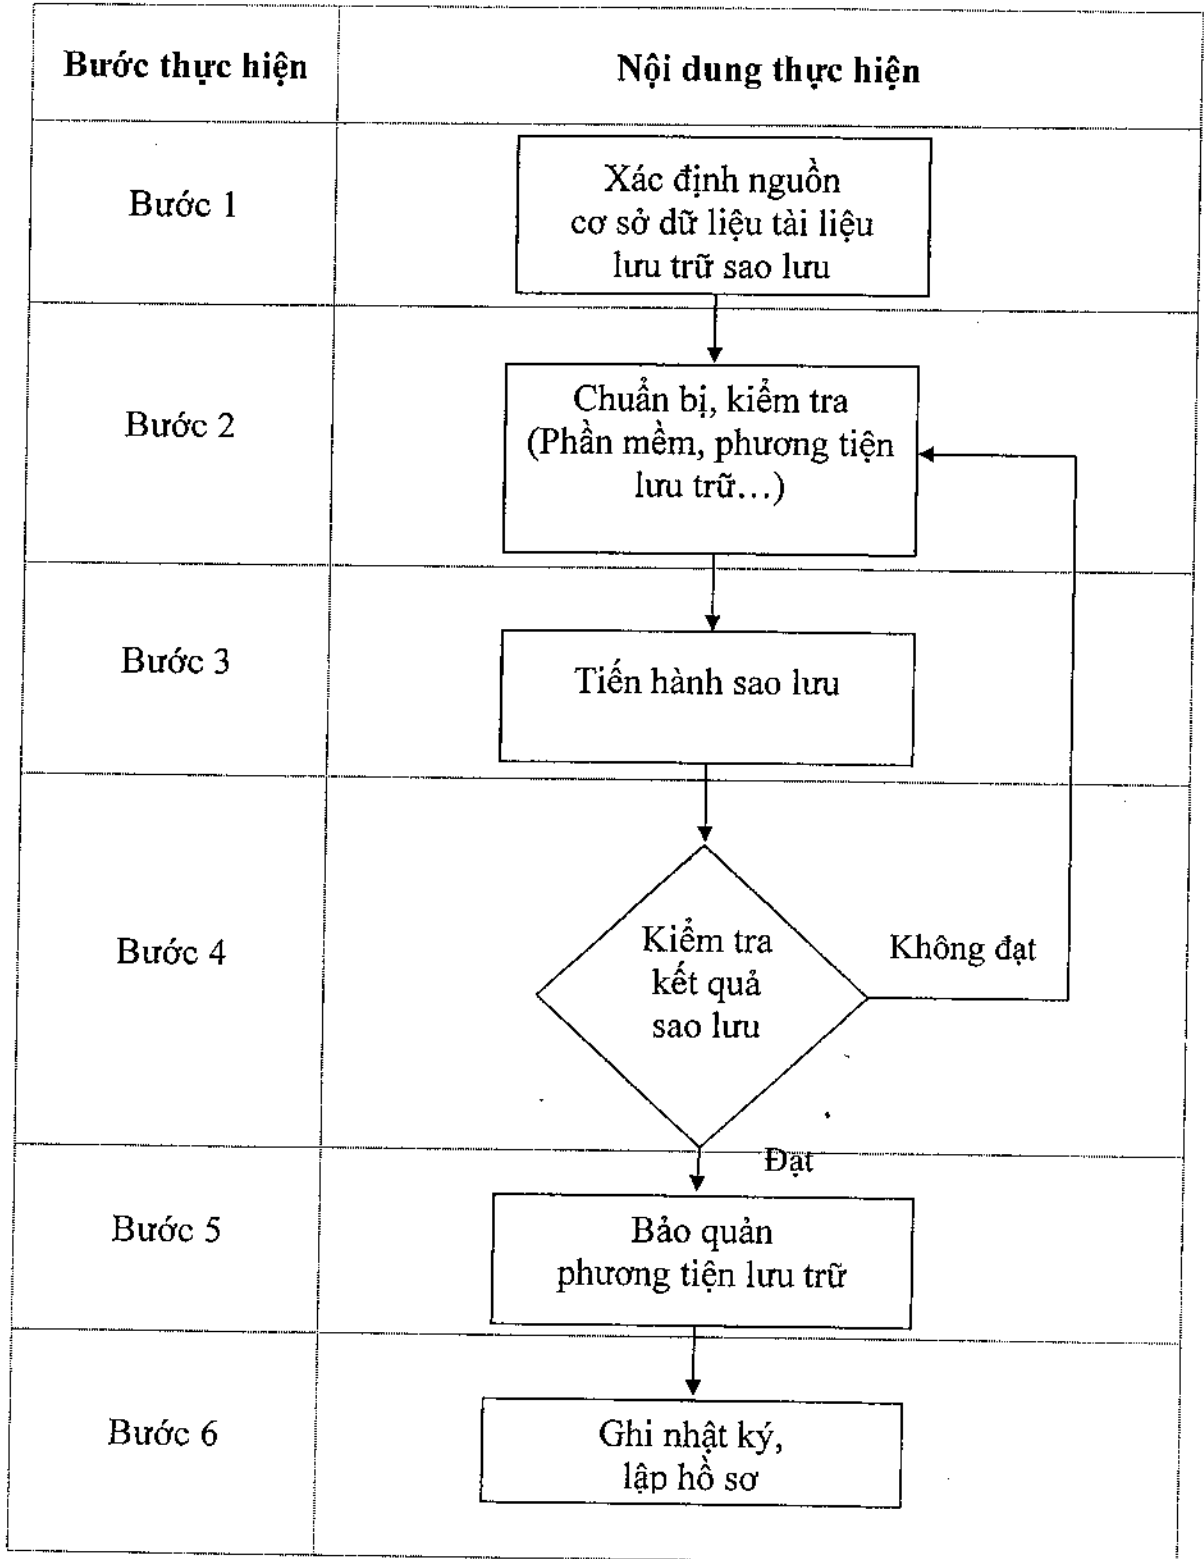 Bước thực hiện
Nội dung thực hiện
Bước 1
Xác định nguồn
cơ sở dữ liệu tài liệu
lưu trữ sao lưu
Bước 2
Chuẩn bị, kiểm tra
(Phần mềm, phương tiện
lưu trữ...)
Bước 3
Tiến hành sao lưu
Bước 4
Kiểm tra
kết quả
sao lưu
Không đạt
Đạt
Bước 5
Bảo quản
phương tiện lưu trữ
Bước 6
Ghi nhật ký,
lập hồ sơ